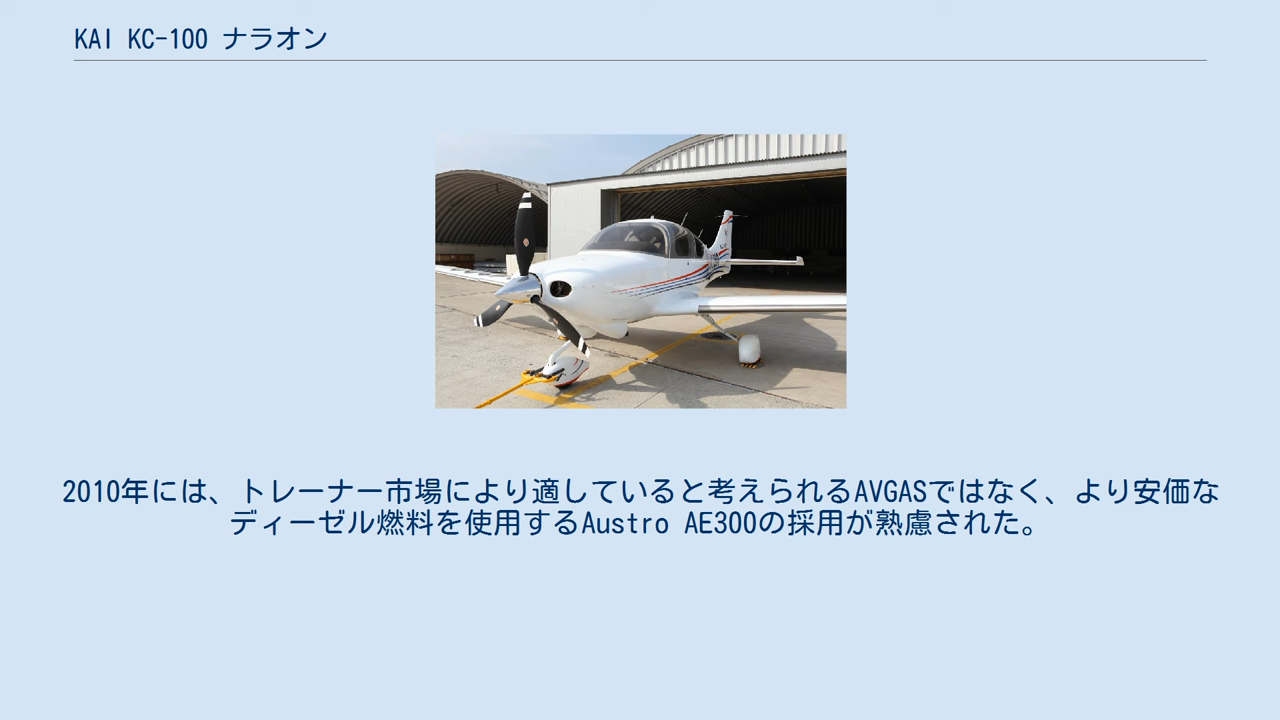 KAI KC-100 ナラオン
2010年には、トレーナー市場により適していると考えられるAVGASではなく、より安価な
ディーゼル燃料を使用するAustro AE300の採用が熟慮された。